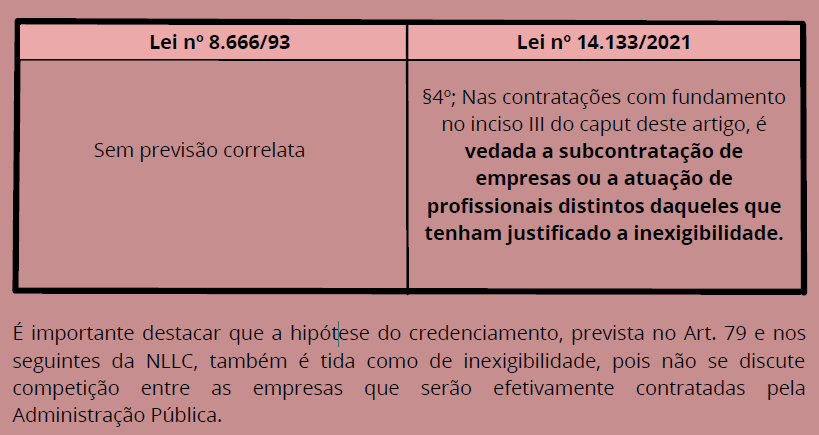 Lei nº 8.666/93
Lei nº 14.133/2021
Sem previsão correlata
§4º; Nas contratações com fundamento
no inciso III do caput deste artigo, é
vedada a subcontratação de
empresas ou a atuação de
profissionais distintos daqueles que
tenham justificado a inexigibilidade.
É importante destacar que a hipótese do credenciamento, prevista no Art. 79 e nos
seguintes da NLLC, também é tida como de inexigibilidade, pois não se discute
competição entre as empresas que serão efetivamente contratadas pela
Administração Pública.